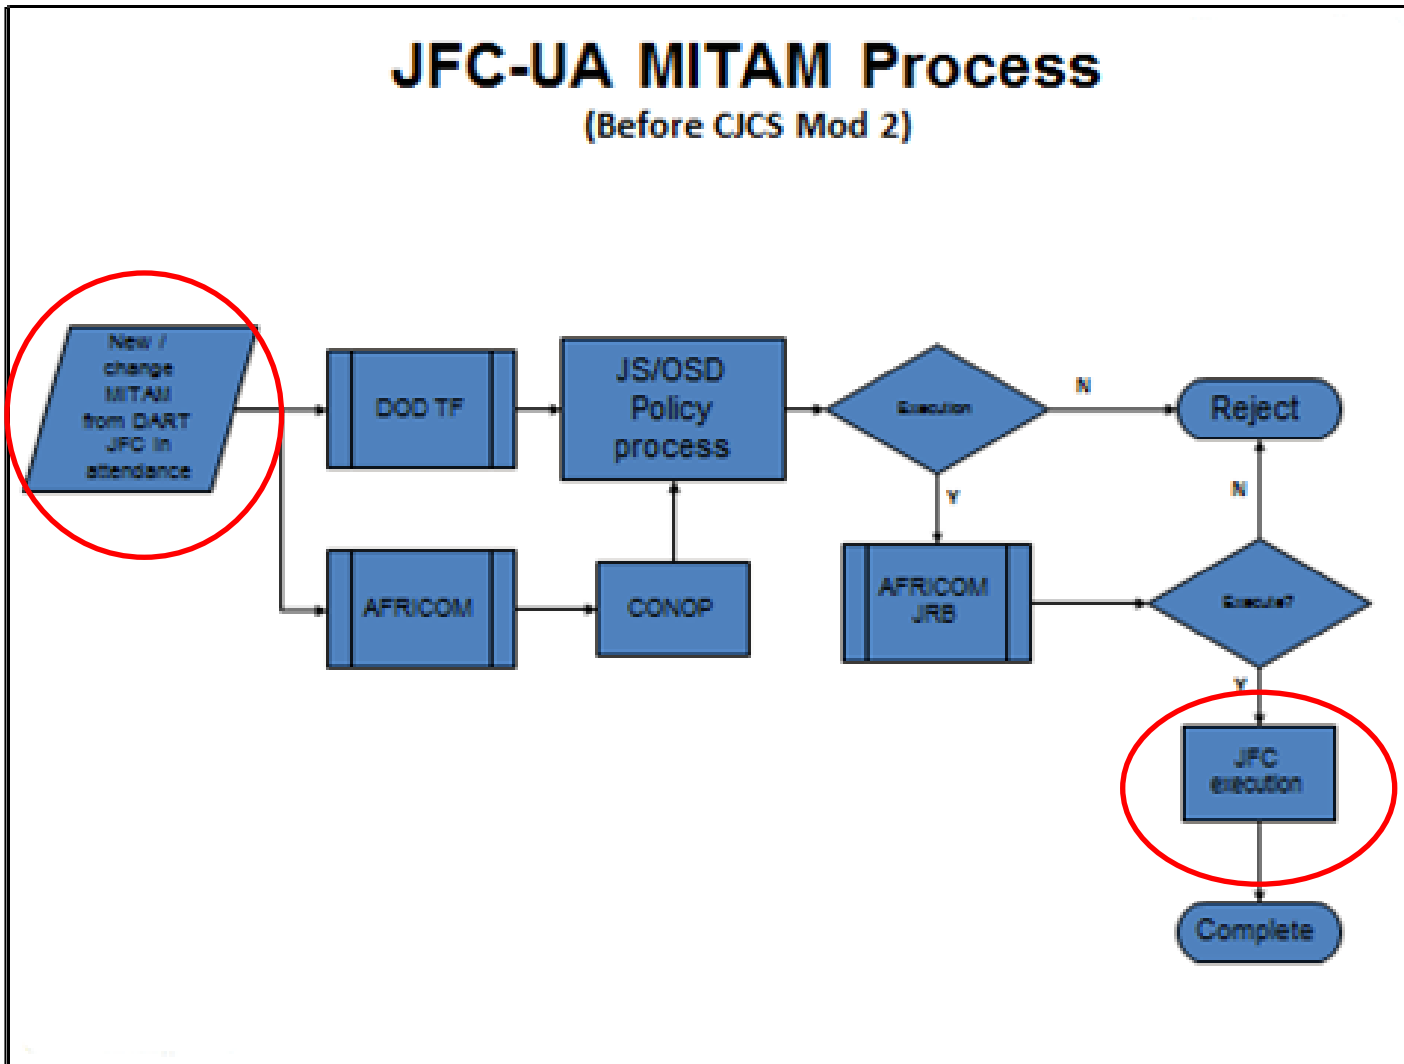 JFC-UA MITAM Process
(Before CJCS Mod 2)
New /
change
MITAM
from DART
JFC in
attendance
DOD TF
JS/OSD
Policy
process
Execution
N
Reject
Y
N
AFRICOM
CONOP
AFRICOM
JRB
Execute?
Y
JFC
execution
Complete